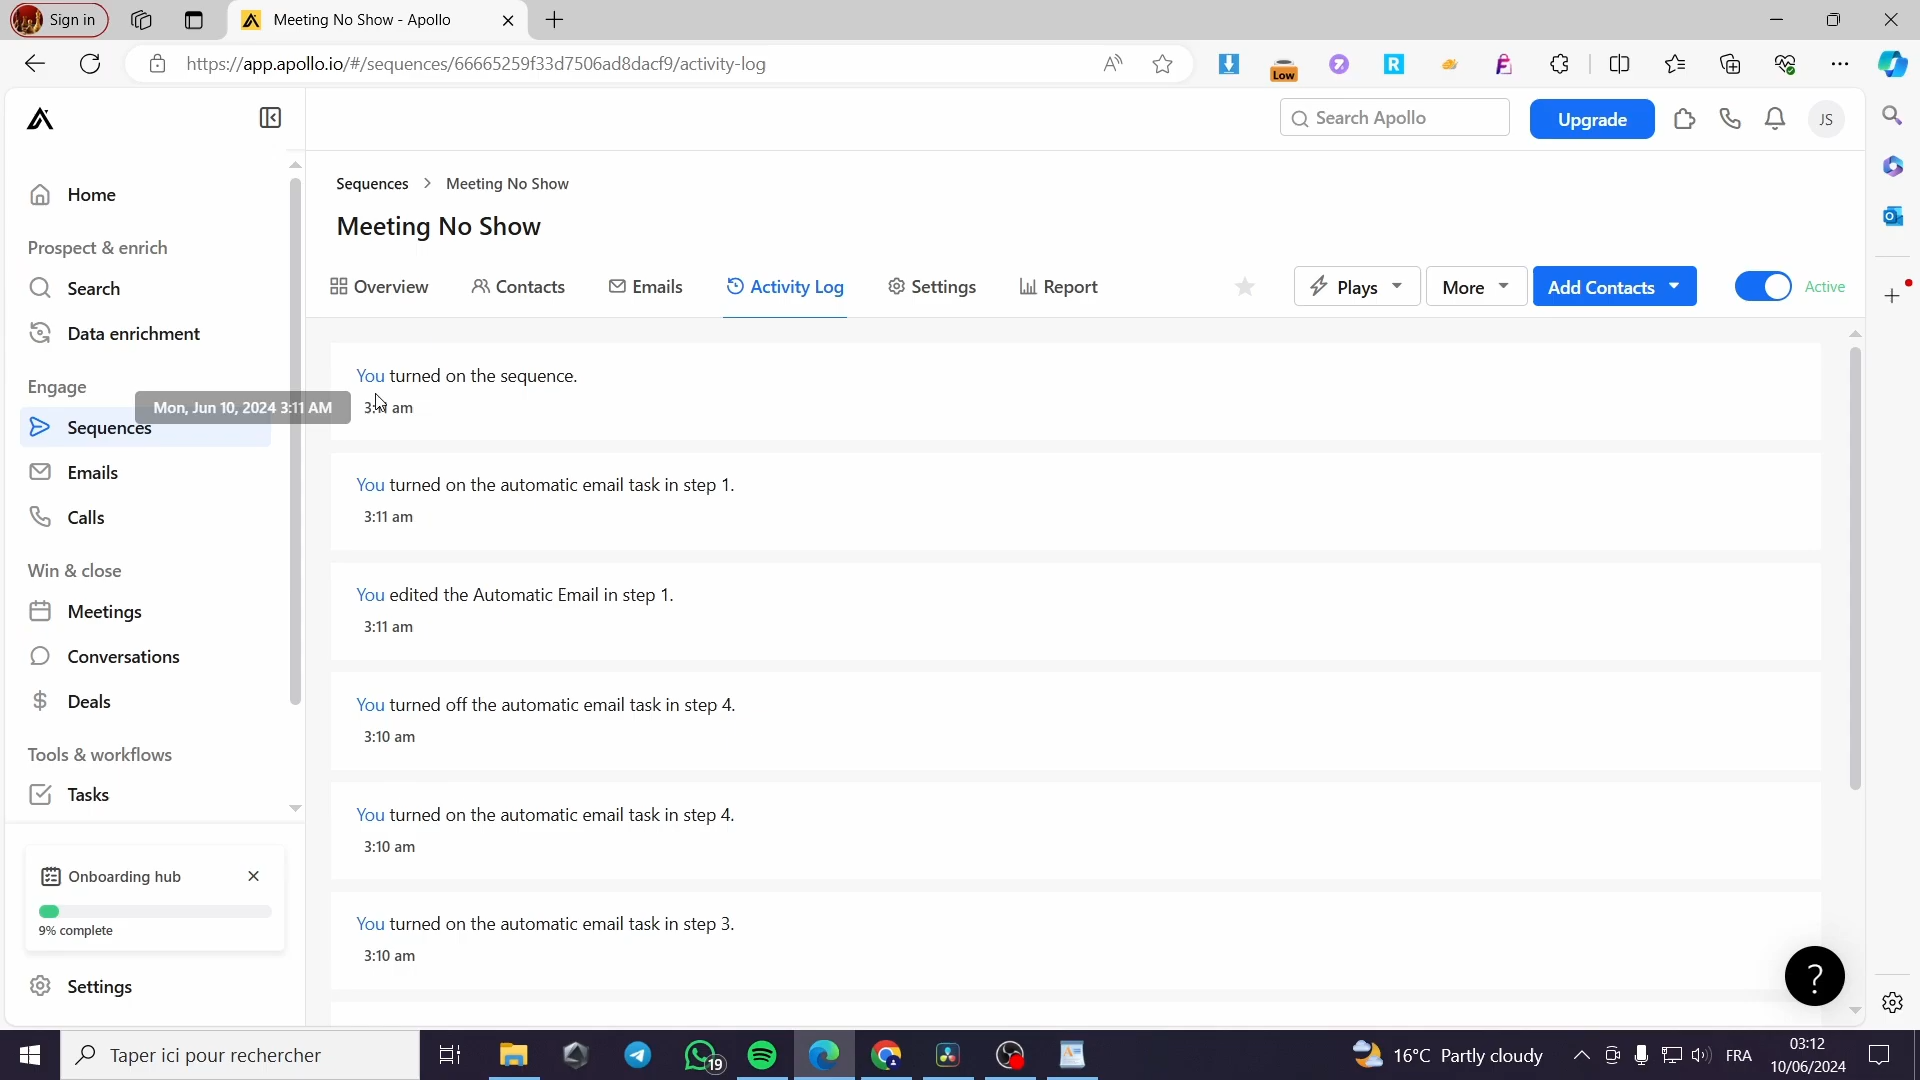 Sign in
Meeting No Show - Apollo
https://app.apollo.io/#/sequences/66665259f33d7506ad8dacf9/activity-log
Low
Search Apollo
Upgrade
JS
Home
Prospect & enrich
Search
Data enrichment
Engage
Mon, Jun 10, 2024 3:11 AM
Sequences
Emails
Calls
Win & close
Meetings
Conversations
Deals
Tools & workflows
Tasks
Onboarding hub
9% complete
Settings
Sequences > Meeting No Show
Meeting No Show
Overview
Contacts
Emails
Activity Log
Settings
Report
Plays
More
Add Contacts
Active
You turned on the sequence.
3:11 am
You turned on the automatic email task in step 1.
3:11 am
You edited the Automatic Email in step 1.
3:11 am
You turned off the automatic email task in step 4.
3:10 am
You turned on the automatic email task in step 4.
3:10 am
You turned on the automatic email task in step 3.
3:10 am
?
Taper ici pour rechercher
19
16°C Partly cloudy
FRA
03:12
10/06/2024